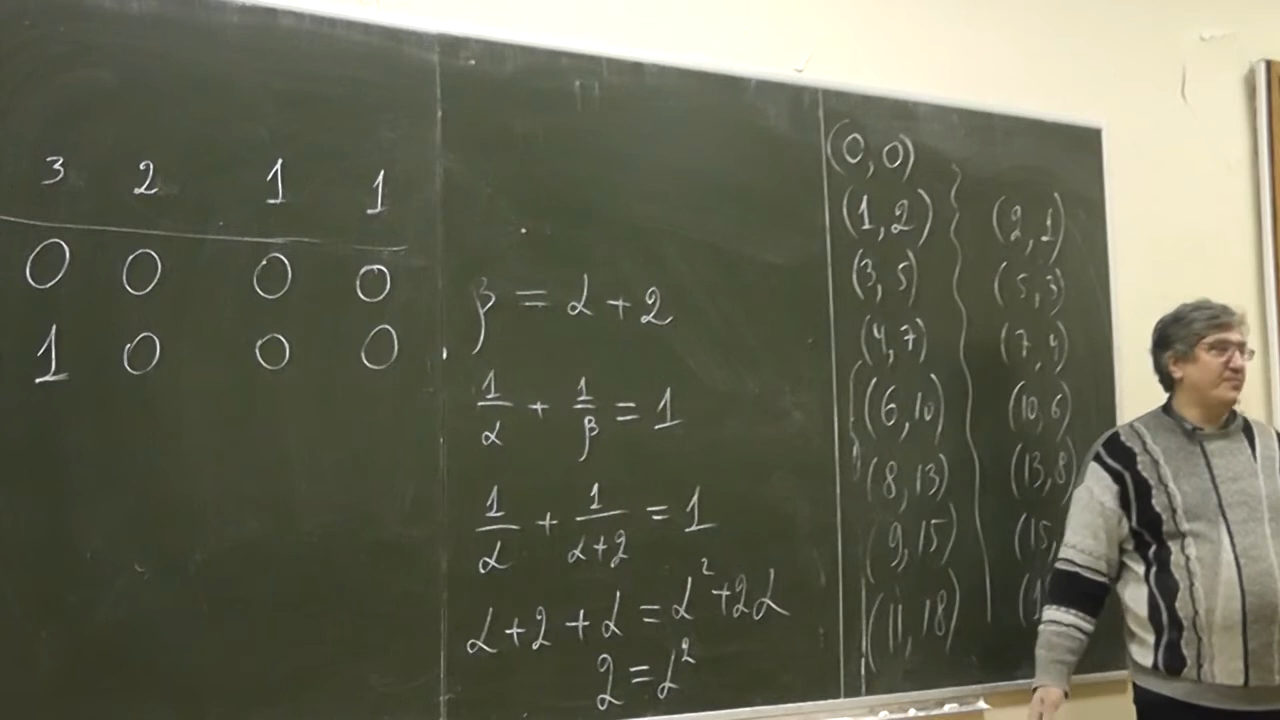 3 2 1 1
0 0 0 0
1 0 0 0
β = α + 2
1/α + 1/β = 1
1/α + 1/(α+2) = 1
α + 2 + α = α² + 2α
2 = α²
(0, 0)
(1, 2) (2, 1)
(3, 5) (5, 3)
(4, 7) (7, 4)
(6, 10) (10, 6)
(8, 13) (13, 8)
(9, 15) (15,
(11, 18) (1